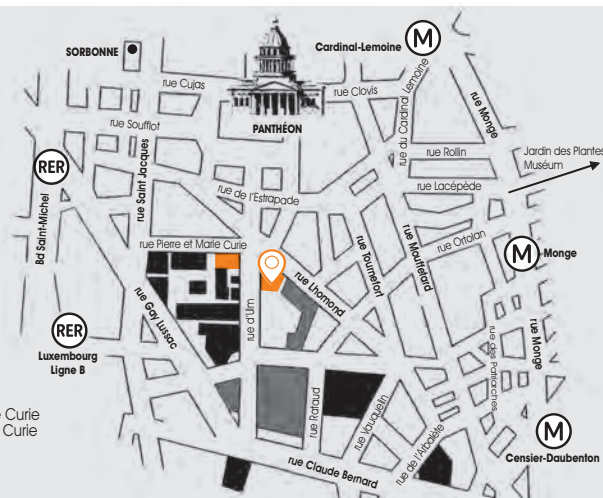 SORBONNE
Cardinal-Lemoine
M
rue Cujas
rue Clovis
rue du Cardinal Lemoine
rue Monge
PANTHÉON
rue Soufflot
rue Saint Jacques
rue Rollin
Jardin des Plantes
Muséum
RER
rue de l'Estrapade
rue Lacépède
Bd Saint-Michel
rue Pierre et Marie Curie
rue Tournefort
rue Mouffetard
rue Ortolan
M
Monge
rue Lhomond
rue d'Ulm
rue Gay Lussac
RER
Luxembourg
Ligne B
rue des Patriarches
rue Monge
Curie
Curie
rue Rataud
rue Vauquelin
rue de l'Arbalète
M
Censier-Daubenton
rue Claude Bernard